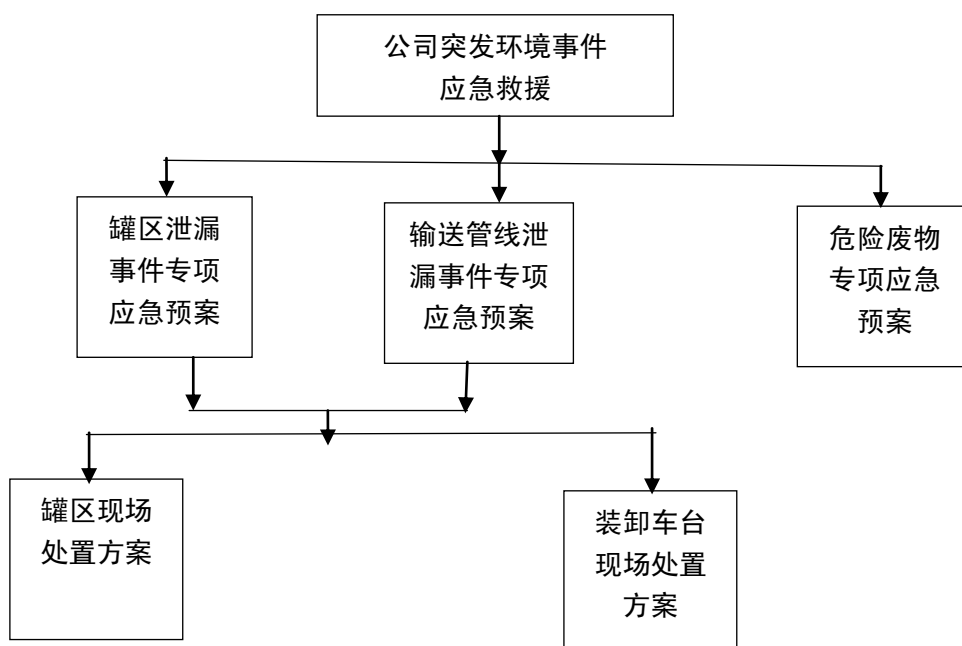 公司突发环境事件
应急救援
罐区泄漏
事件专项
应急预案
输送管线泄
漏事件专项
应急预案
危险废物
专项应急
预案
罐区现场
处置方案
装卸车台
现场处置
方案